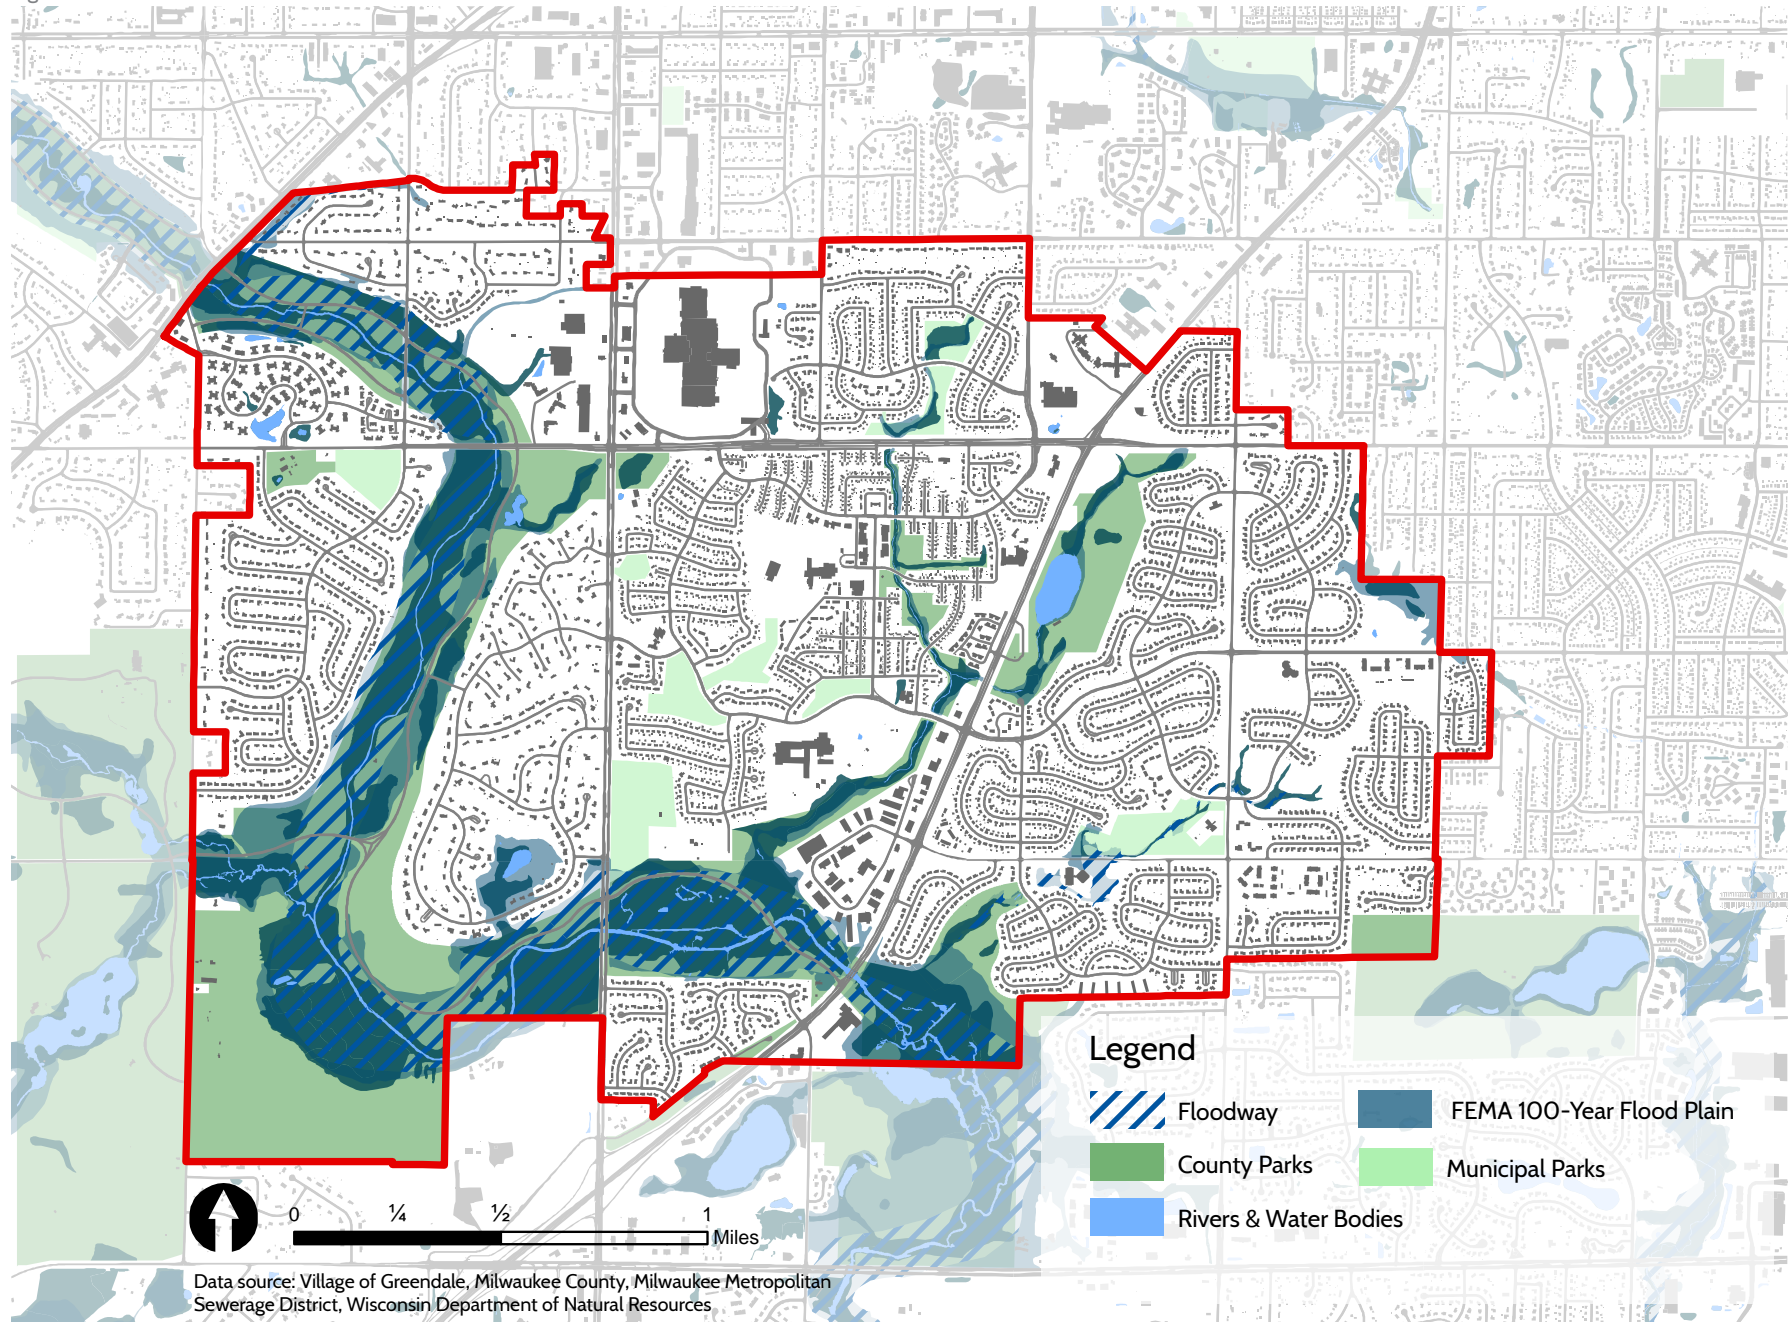 Legend
Floodway
FEMA 100-Year Flood Plain
County Parks
Municipal Parks
Rivers & Water Bodies
0 ¼ ½ 1
Miles
Data source: Village of Greendale, Milwaukee County, Milwaukee Metropolitan
Sewerage District, Wisconsin Department of Natural Resources